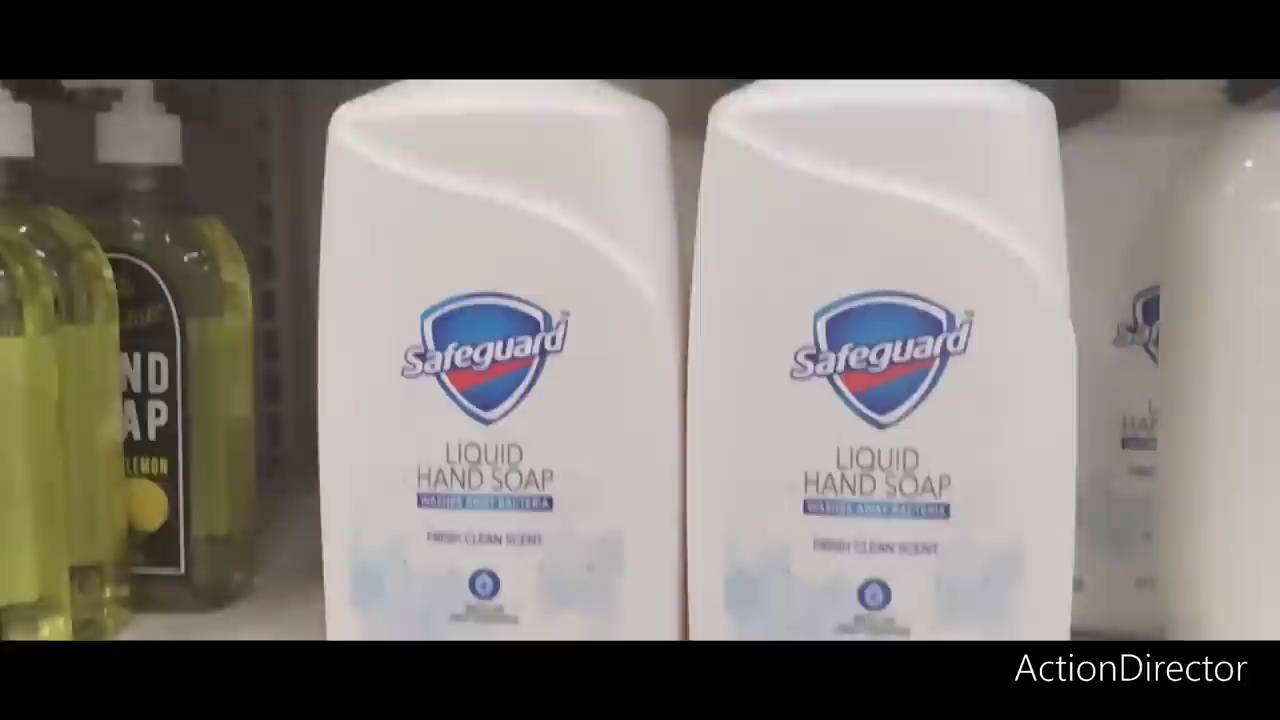 ND
AP
LEMON
Safeguard
LIQUID
HAND SOAP
WASHES AWAY BACTERIA
FRESH CLEAN SCENT
Safeguard
LIQUID
HAND SOAP
WASHES AWAY BACTERIA
FRESH CLEAN SCENT
L
HAN
ActionDirector